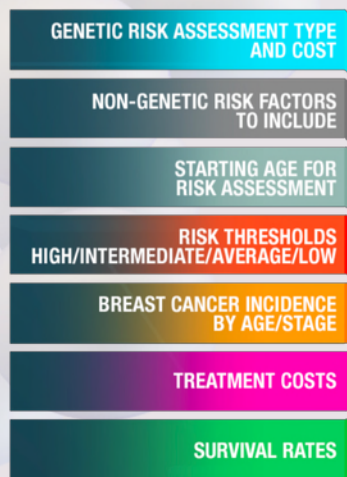 GENETIC RISK ASSESSMENT TYPE
AND COST
NON-GENETIC RISK FACTORS
TO INCLUDE
STARTING AGE FOR
RISK ASSESSMENT
RISK THRESHOLDS
HIGH/INTERMEDIATE/AVERAGE/LOW
BREAST CANCER INCIDENCE
BY AGE/STAGE
TREATMENT COSTS
SURVIVAL RATES